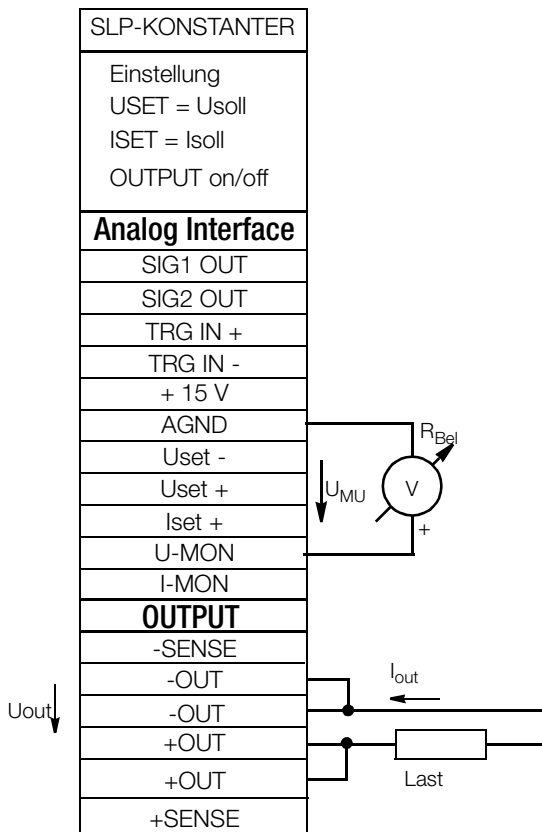 SLP-KONSTANTER
Einstellung
USET = Usoll
ISET = Isoll
OUTPUT on/off
Analog Interface
SIG1 OUT
SIG2 OUT
TRG IN +
TRG IN -
+ 15 V
AGND
Uset -
Uset +
Iset +
U-MON
I-MON
RBel
V
UMU
+
OUTPUT
-SENSE
-OUT
-OUT
+OUT
+OUT
+SENSE
Uout
Iout
Last